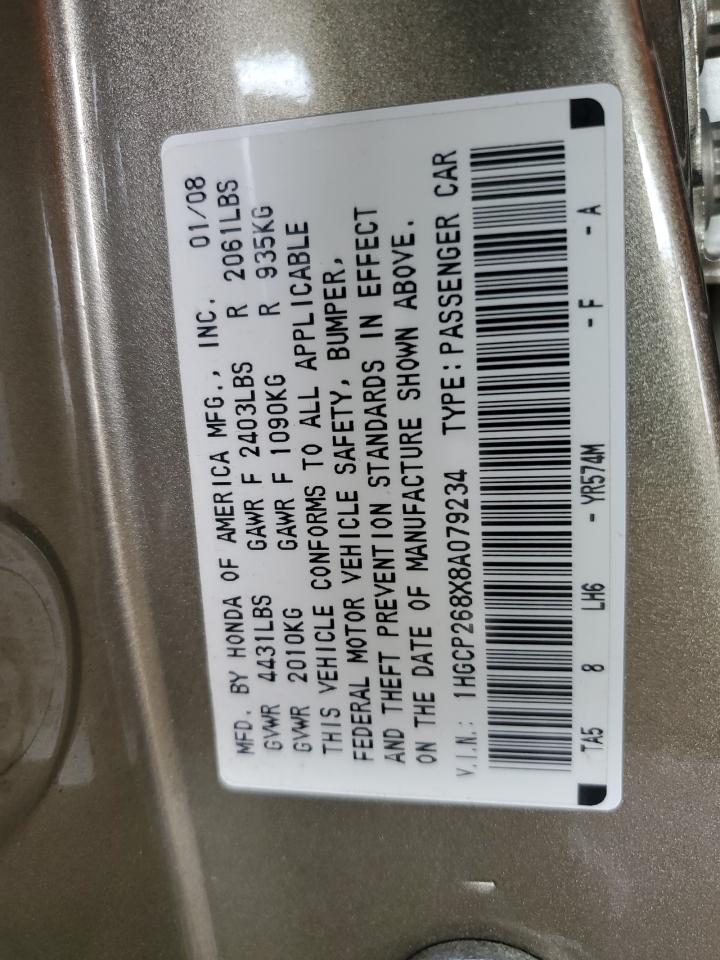 MFD. BY HONDA OF AMERICA MFG., INC. 01/08
GVWR 4431LBS GAWR F 2403LBS R 2061LBS
GVWR 2010KG GAWR F 1090KG R 935KG
THIS VEHICLE CONFORMS TO ALL APPLICABLE
FEDERAL MOTOR VEHICLE SAFETY, BUMPER,
AND THEFT PREVENTION STANDARDS IN EFFECT
ON THE DATE OF MANUFACTURE SHOWN ABOVE.
V.I.N.: 1HGCP268X8A079234 TYPE:PASSENGER CAR
TA5 8 LH6 - YR574M - F - A